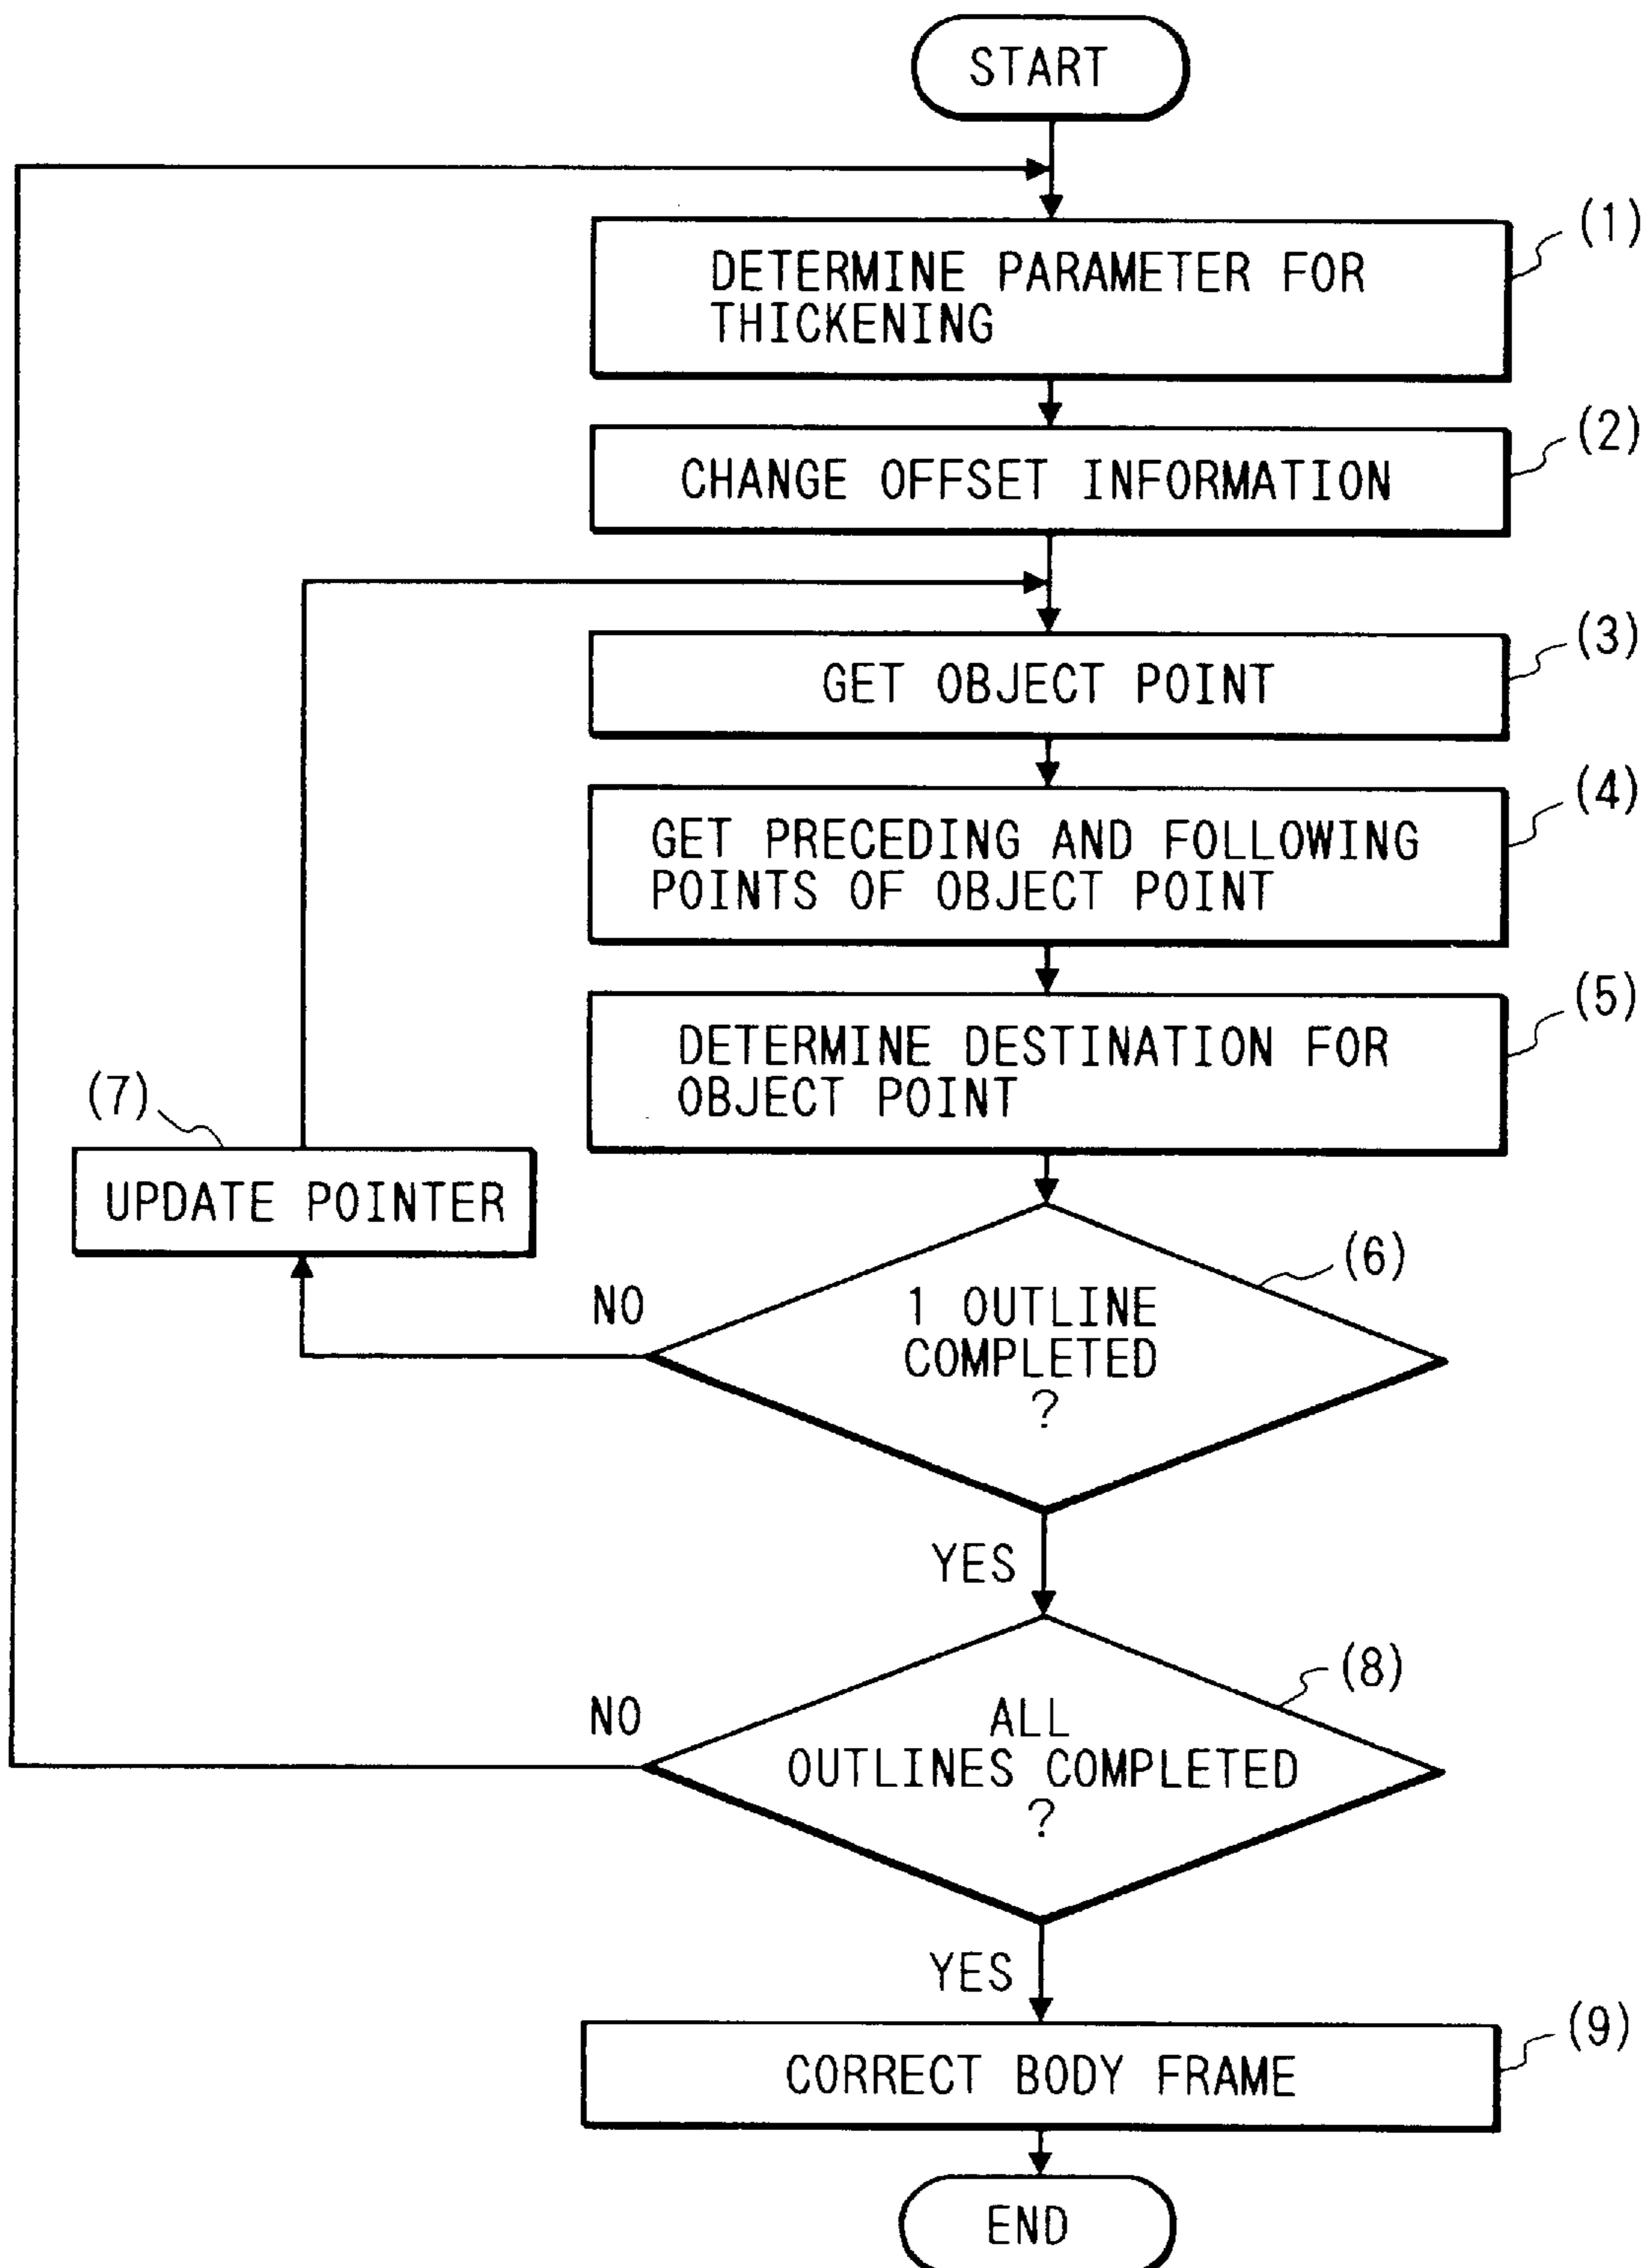 START
(1)
DETERMINE PARAMETER FOR
THICKENING
(2)
CHANGE OFFSET INFORMATION
(3)
GET OBJECT POINT
(4)
GET PRECEDING AND FOLLOWING
POINTS OF OBJECT POINT
(5)
DETERMINE DESTINATION FOR
OBJECT POINT
(7)
UPDATE POINTER
(6)
NO
1 OUTLINE
COMPLETED
?
YES
(8)
NO
ALL
OUTLINES COMPLETED
?
YES
(9)
CORRECT BODY FRAME
END